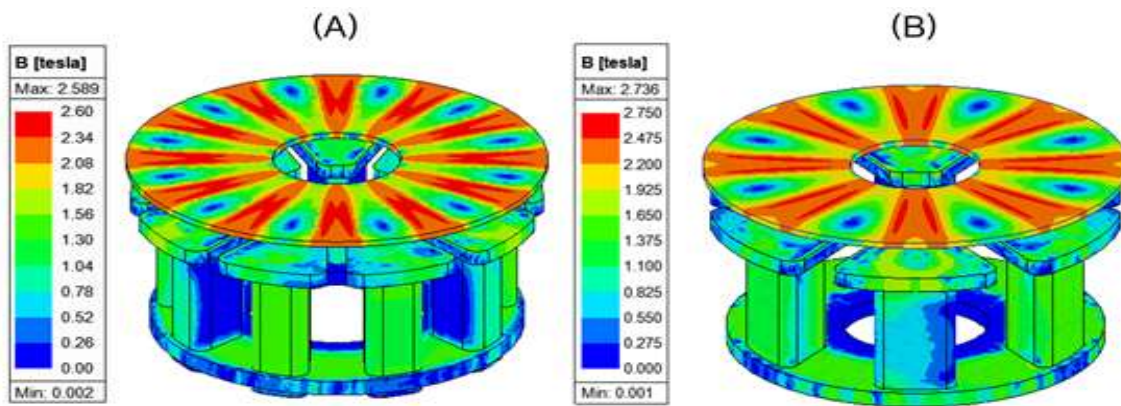 (A)
B [tesla]
Max: 2.589
2.60
2.34
2.08
1.82
1.56
1.30
1.04
0.78
0.52
0.26
0.00
Min: 0.002
(B)
B [tesla]
Max: 2.736
2.750
2.475
2.200
1.925
1.650
1.375
1.100
0.825
0.550
0.275
0.000
Min: 0.001